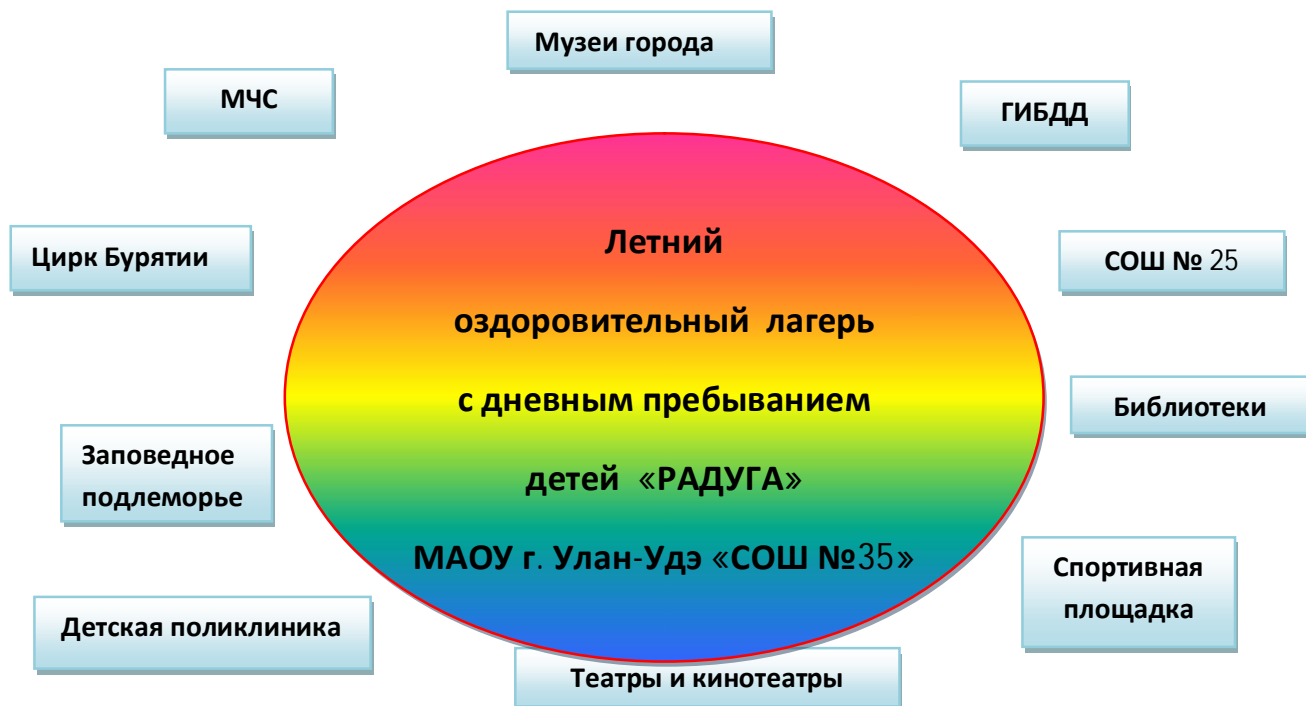 Музеи города
МЧС
ГИБДД
Цирк Бурятии
СОШ № 25
Летний
оздоровительный лагерь
с дневным пребыванием
детей «РАДУГА»
МАОУ г. Улан-Удэ «СОШ №35»
Библиотеки
Заповедное
подлеморье
Спортивная
площадка
Детская поликлиника
Театры и кинотеатры